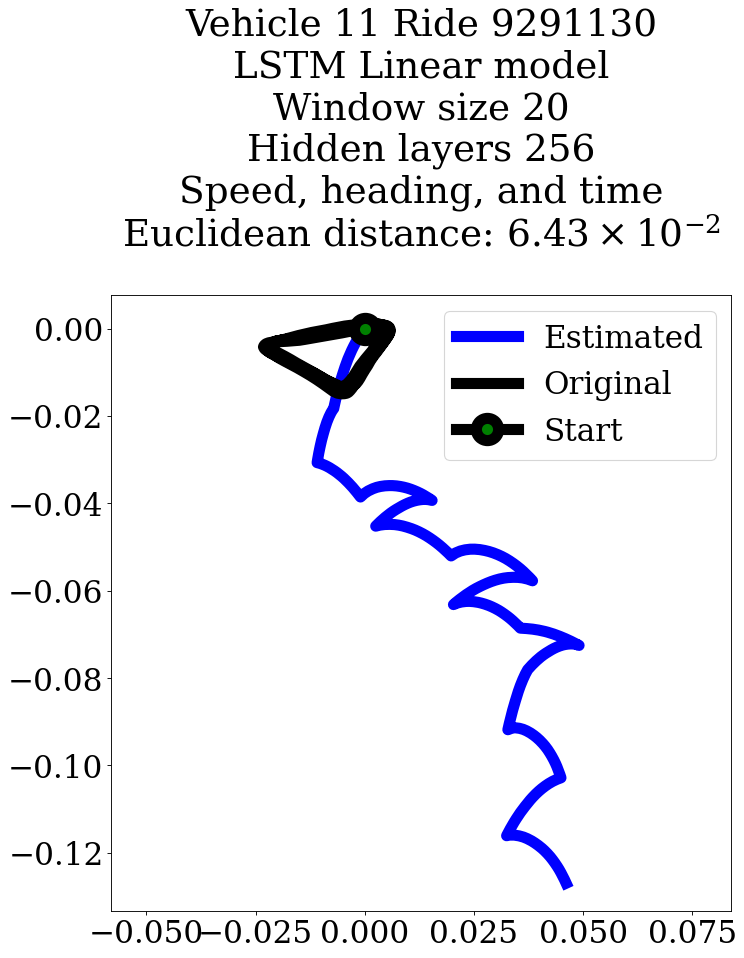 Vehicle 11 Ride 9291130
LSTM Linear model
Window size 20
Hidden layers 256
Speed, heading, and time
Euclidean distance: 6.43 × 10⁻²
Estimated
Original
Start
0.00
−0.02
−0.04
−0.06
−0.08
−0.10
−0.12
−0.050 −0.025 0.000 0.025 0.050 0.075